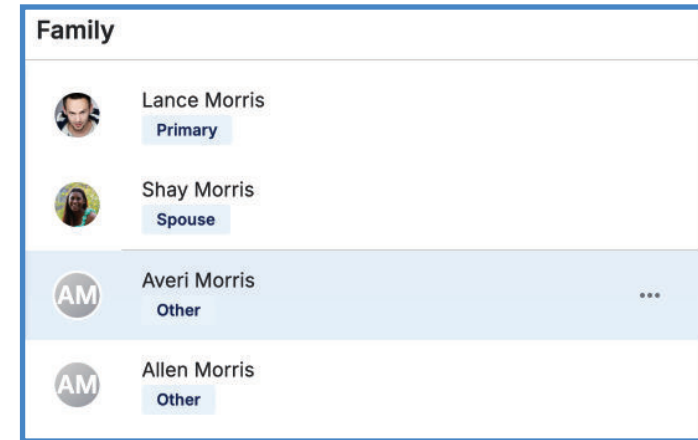 Family
Lance Morris
Primary
Shay Morris
Spouse
AM
Averi Morris
Other
AM
Allen Morris
Other